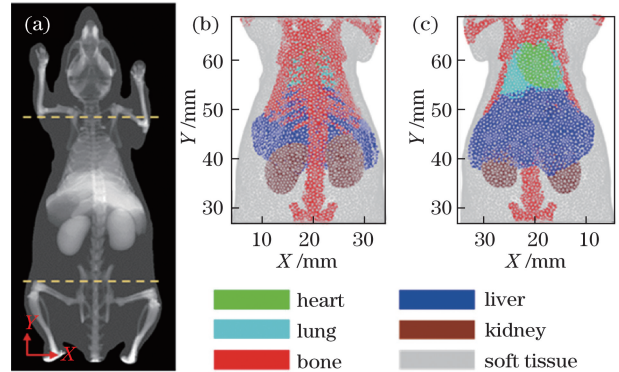 (a)
Y
X
(b)
Y /mm
60
50
40
30
10 20 30
X /mm
(c)
Y /mm
60
50
40
30
30 20 10
X /mm
heart
lung
bone
liver
kidney
soft tissue